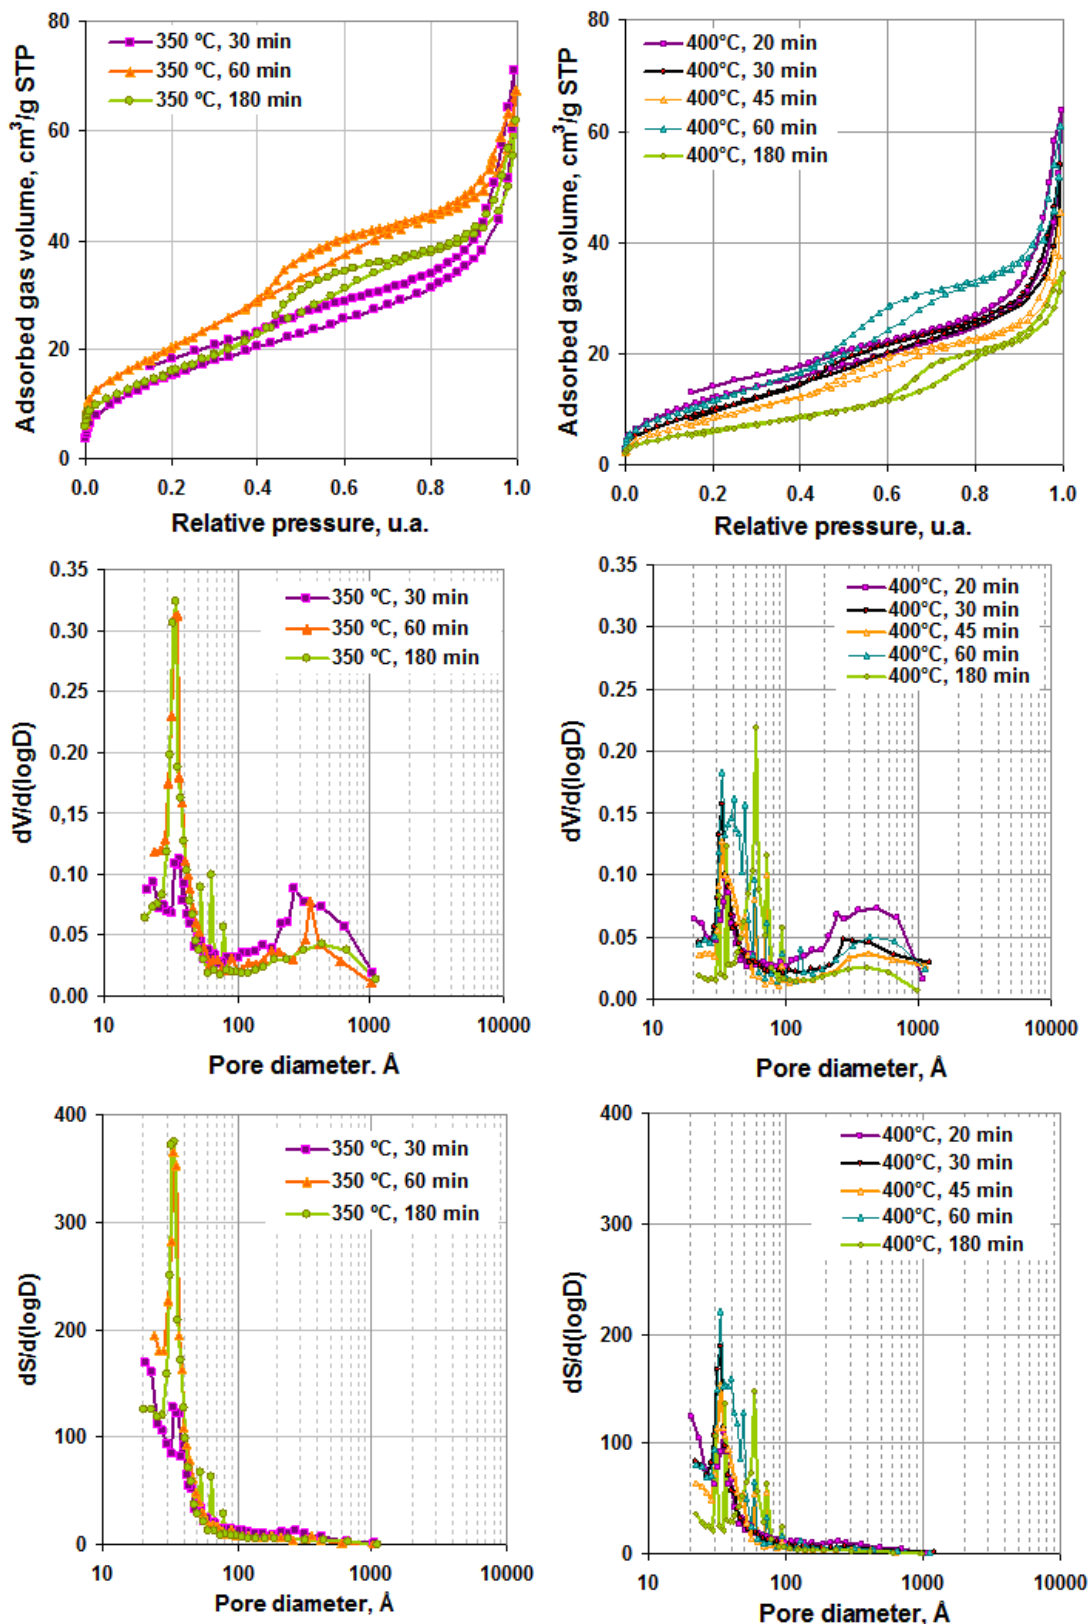 80
60
40
20
0
0.0 0.2 0.4 0.6 0.8 1.0
Adsorbed gas volume, cm³/g STP
Relative pressure, u.a.
350 ºC, 30 min
350 ºC, 60 min
350 ºC, 180 min
80
60
40
20
0
0.0 0.2 0.4 0.6 0.8 1.0
Adsorbed gas volume, cm³/g STP
Relative pressure, u.a.
400°C, 20 min
400°C, 30 min
400°C, 45 min
400°C, 60 min
400°C, 180 min
0.35
0.30
0.25
0.20
0.15
0.10
0.05
0.00
10 100 1000 10000
dV/d(logD)
Pore diameter. Å
350 ºC, 30 min
350 ºC, 60 min
350 ºC, 180 min
0.35
0.30
0.25
0.20
0.15
0.10
0.05
0.00
10 100 1000 10000
dV/d(logD)
Pore diameter, Å
400°C, 20 min
400°C, 30 min
400°C, 45 min
400°C, 60 min
400°C, 180 min
400
300
200
100
0
10 100 1000 10000
dS/d(logD)
Pore diameter, Å
350 ºC, 30 min
350 ºC, 60 min
350 ºC, 180 min
400
300
200
100
0
10 100 1000 10000
dS/d(logD)
Pore diameter, Å
400°C, 20 min
400°C, 30 min
400°C, 45 min
400°C, 60 min
400°C, 180 min